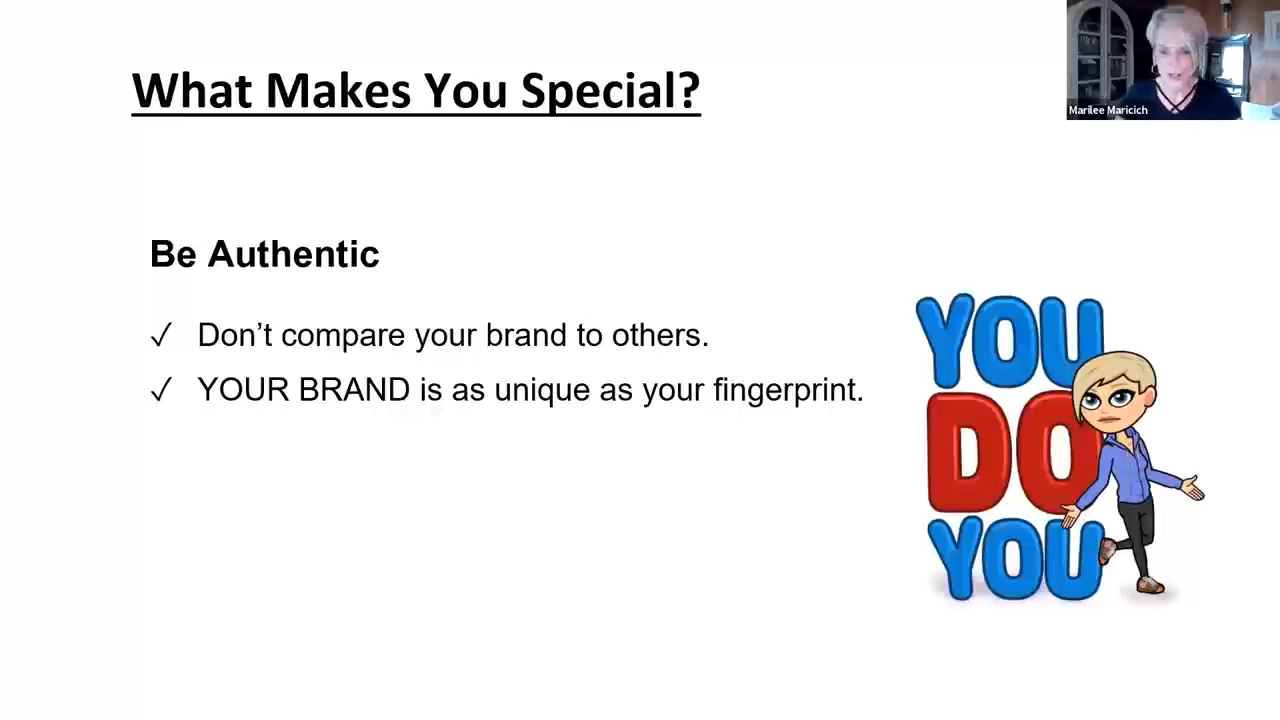 What Makes You Special?
Marilee Maricich
Be Authentic
✓ Don’t compare your brand to others.
✓ YOUR BRAND is as unique as your fingerprint.
YOU
DO
YOU